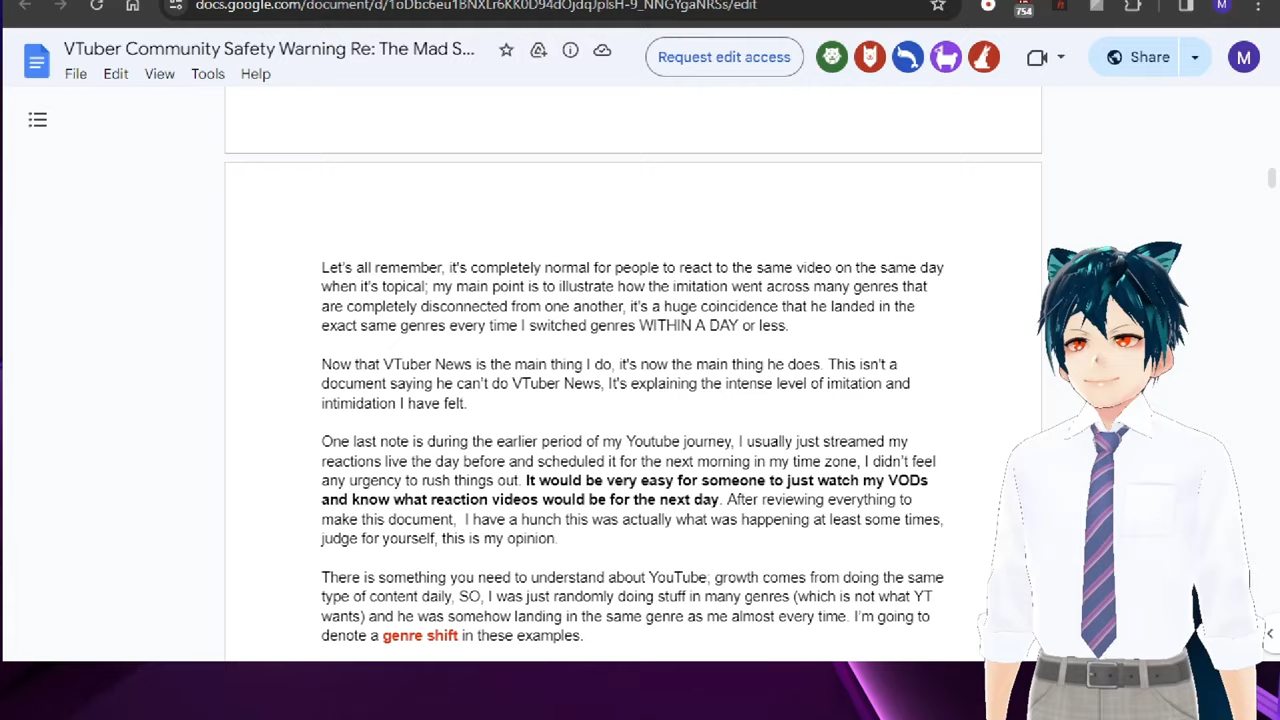 VTuber Community Safety Warning Re: The Mad S...
File Edit View Tools Help
Request edit access
Share
M
754
M
Let's all remember, it's completely normal for people to react to the same video on the same day
when it's topical; my main point is to illustrate how the imitation went across many genres that
are completely disconnected from one another, it's a huge coincidence that he landed in the
exact same genres every time I switched genres WITHIN A DAY or less.
Now that VTuber News is the main thing I do, it's now the main thing he does. This isn't a
document saying he can't do VTuber News, It's explaining the intense level of imitation and
intimidation I have felt.
One last note is during the earlier period of my Youtube journey, I usually just streamed my
reactions live the day before and scheduled it for the next morning in my time zone, I didn't feel
any urgency to rush things out. It would be very easy for someone to just watch my VODs
and know what reaction videos would be for the next day. After reviewing everything to
make this document, I have a hunch this was actually what was happening at least some times,
judge for yourself, this is my opinion.
There is something you need to understand about YouTube; growth comes from doing the same
type of content daily, SO, I was just randomly doing stuff in many genres (which is not what YT
wants) and he was somehow landing in the same genre as me almost every time. I'm going to
denote a genre shift in these examples.